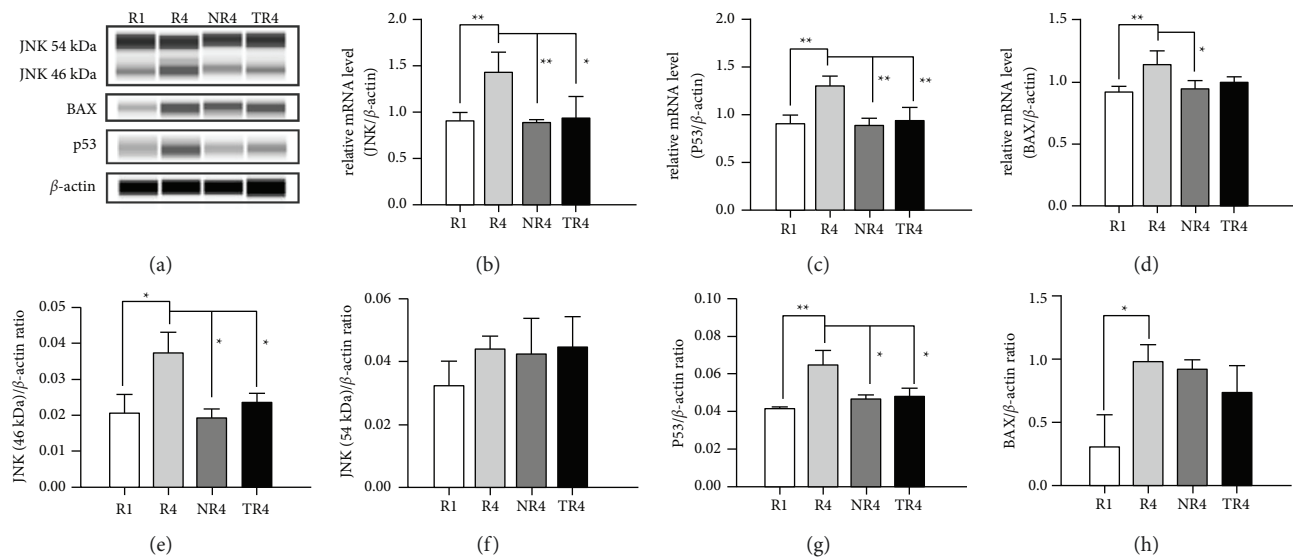 R1 R4 NR4 TR4
JNK 54 kDa
JNK 46 kDa
BAX
p53
β-actin
(a)
relative mRNA level
(JNK/β-actin)
2.0
1.5
1.0
0.5
0.0
**
**
*
R1 R4 NR4 TR4
(b)
relative mRNA level
(P53/β-actin)
2.0
1.5
1.0
0.5
0.0
**
**
**
R1 R4 NR4 TR4
(c)
relative mRNA level
(BAX/β-actin)
1.5
1.0
0.5
0.0
**
*
R1 R4 NR4 TR4
(d)
JNK (46 kDa)/β-actin ratio
0.05
0.04
0.03
0.02
0.01
0.00
*
*
*
R1 R4 NR4 TR4
(e)
JNK (54 kDa)/β-actin ratio
0.06
0.04
0.02
0.00
R1 R4 NR4 TR4
(f)
P53/β-actin ratio
0.10
0.08
0.06
0.04
0.02
0.00
**
*
*
R1 R4 NR4 TR4
(g)
BAX/β-actin ratio
1.5
1.0
0.5
0.0
*
R1 R4 NR4 TR4
(h)